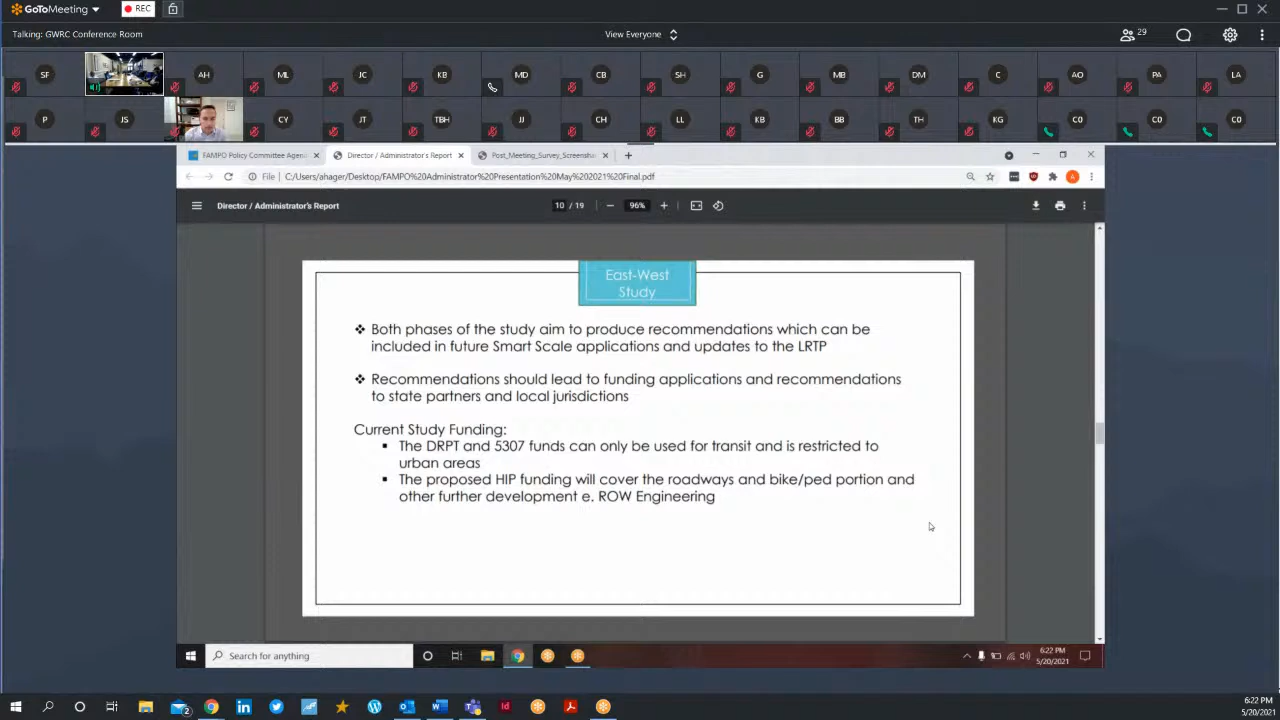 GoToMeeting
REC
Talking: GWRC Conference Room
View Everyone
29
SF
AH
ML
JC
KB
MD
CB
SH
G
MB
DM
C
AO
PA
LA
P
JS
CY
JT
TBH
JJ
CH
LL
KB
BB
TH
KG
C0
C0
C0
FAMPO Policy Committee Agen
Director / Administrator's Report
Post_Meeting_Survey_Screensho
File
C:/Users/ahager/Desktop/FAMPO%20Administrator%20Presentation%20May%202021%20Final.pdf
A
Director / Administrator's Report
10 / 19
96%
East-West
Study
Both phases of the study aim to produce recommendations which can be
included in future Smart Scale applications and updates to the LRTP
Recommendations should lead to funding applications and recommendations
to state partners and local jurisdictions
Current Study Funding:
The DRPT and 5307 funds can only be used for transit and is restricted to
urban areas
The proposed HIP funding will cover the roadways and bike/ped portion and
other further development e. ROW Engineering
Search for anything
6:22 PM
5/20/2021
2
6:22 PM
5/20/2021